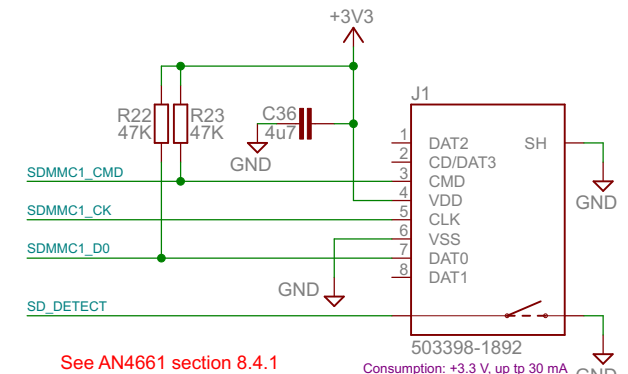 +3V3
J1
R22 R23 C36
47K 47K 4u7
GND
1 DAT2 SH
2 CD/DAT3
SDMMC1_CMD 3 CMD
4 VDD GND
SDMMC1_CK 5 CLK
6 VSS
SDMMC1_D0 7 DAT0
8 DAT1
GND
SD_DETECT
503398-1892
See AN4661 section 8.4.1
Consumption: +3.3 V, up tp 30 mA
GND